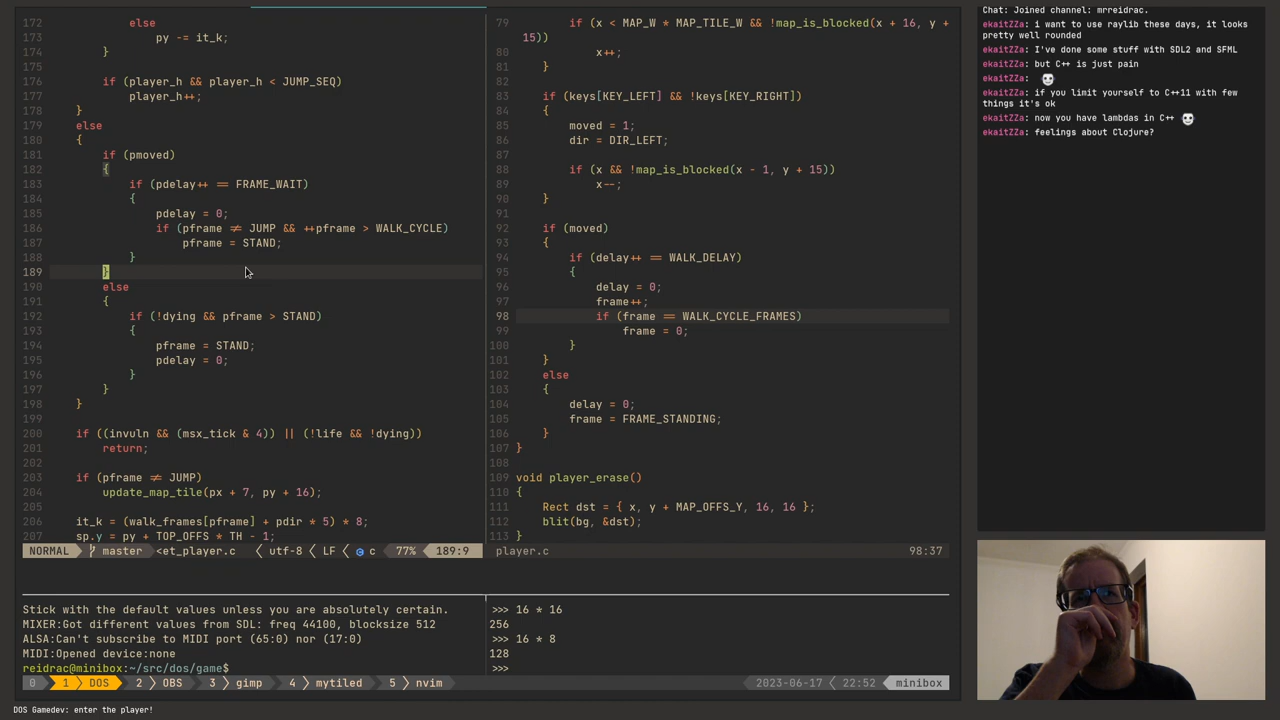 172                 else
173                     py -= it_k;
174             }
175
176             if (player_h && player_h < JUMP_SEQ)
177                 player_h++;
178         }
179         else
180         {
181             if (pmoved)
182             {
183                 if (pdelay++ == FRAME_WAIT)
184                 {
185                     pdelay = 0;
186                     if (pframe ≠ JUMP && ++pframe > WALK_CYCLE)
187                         pframe = STAND;
188                 }
189             }
190             else
191             {
192                 if (!dying && pframe > STAND)
193                 {
194                     pframe = STAND;
195                     pdelay = 0;
196                 }
197             }
198         }
199
200         if ((invuln && (msx_tick & 4)) || (!life && !dying))
201             return;
202
203         if (pframe ≠ JUMP)
204             update_map_tile(px + 7, py + 16);
205
206         it_k = (walk_frames[pframe] + pdir * 5) * 8;
207         sp.y = py + TOP_OFFS * TH - 1;
NORMAL master <et_player.c utf-8 LF c 77% 189:9
79             if (x < MAP_W * MAP_TILE_W && !map_is_blocked(x + 16, y +
15))
80                 x++;
81         }
82
83         if (keys[KEY_LEFT] && !keys[KEY_RIGHT])
84         {
85             moved = 1;
86             dir = DIR_LEFT;
87
88             if (x && !map_is_blocked(x - 1, y + 15))
89                 x--;
90         }
91
92         if (moved)
93         {
94             if (delay++ == WALK_DELAY)
95             {
96                 delay = 0;
97                 frame++;
98                 if (frame == WALK_CYCLE_FRAMES)
99                     frame = 0;
100             }
101         }
102         else
103         {
104             delay = 0;
105             frame = FRAME_STANDING;
106         }
107 }
108
109 void player_erase()
110 {
111     Rect dst = { x, y + MAP_OFFS_Y, 16, 16 };
112     blit(bg, &dst);
113 }
player.c 98:37
Stick with the default values unless you are absolutely certain.
MIXER:Got different values from SDL: freq 44100, blocksize 512
ALSA:Can't subscribe to MIDI port (65:0) nor (17:0)
MIDI:Opened device:none
reidrac@minibox:~/src/dos/game$
>>> 16 * 16
256
>>> 16 * 8
128
>>>
0 1 DOS 2 OBS 3 gimp 4 mytiled 5 nvim 2023-06-17 22:52 minibox
Chat: Joined channel: mrreidrac.
ekaitZZa: i want to use raylib these days, it looks
pretty well rounded
ekaitZZa: I've done some stuff with SDL2 and SFML
ekaitZZa: but C++ is just pain
ekaitZZa:
ekaitZZa: if you limit yourself to C++11 with few
things it's ok
ekaitZZa: now you have lambdas in C++
ekaitZZa: feelings about Clojure?
DOS Gamedev: enter the player!